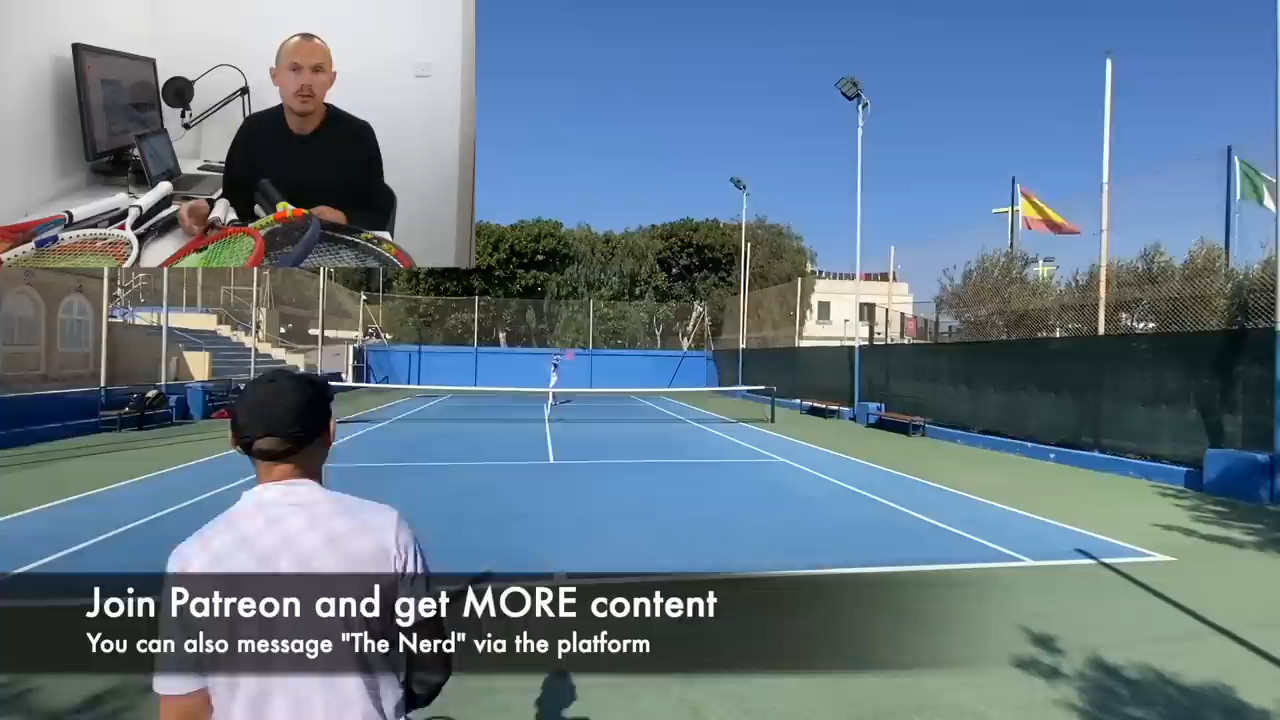 Join Patreon and get MORE content
You can also message "The Nerd" via the platform